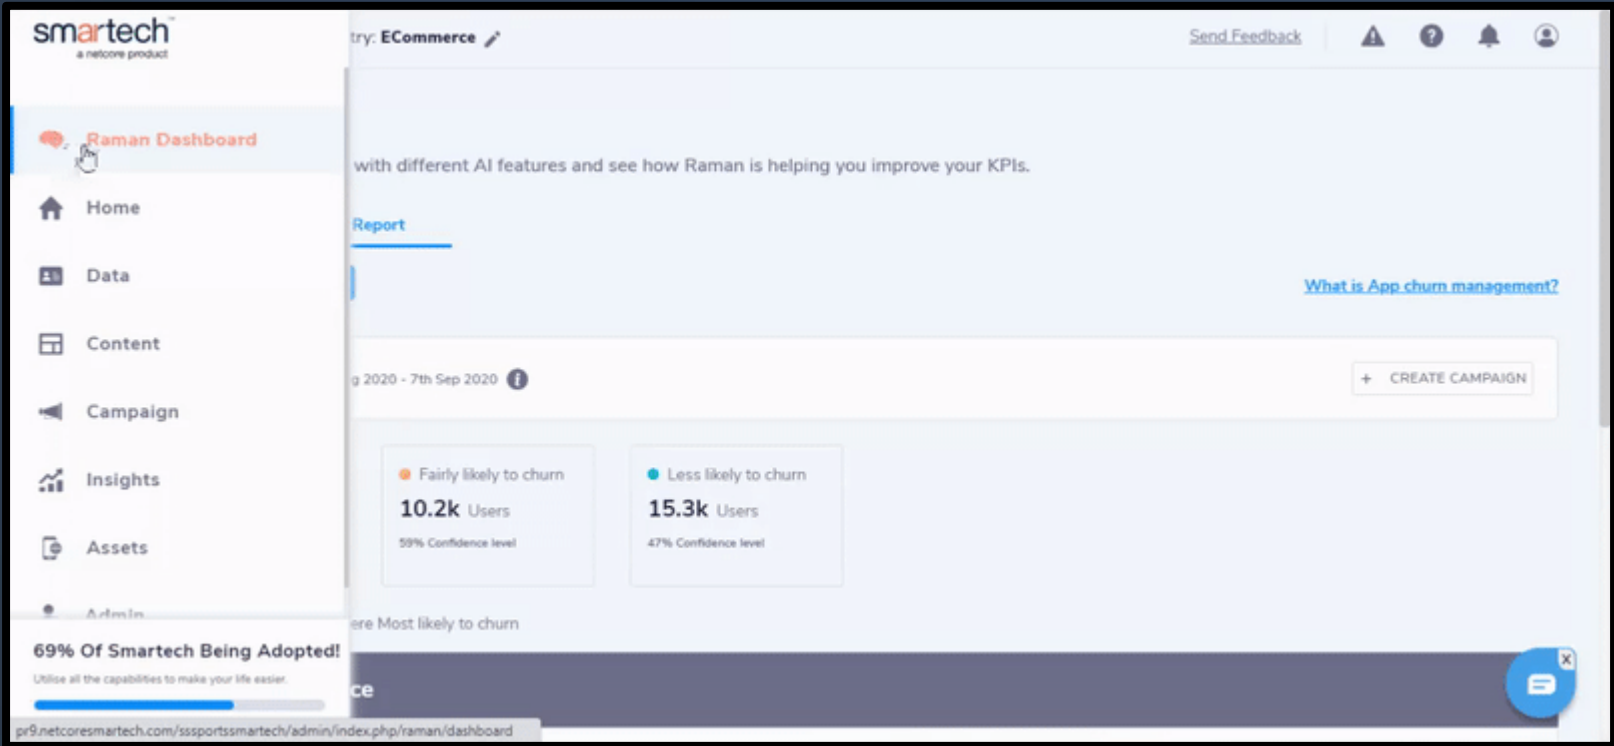 smartech
a netcore product
try: ECommerce
Send Feedback
Raman Dashboard
Home
Data
Content
Campaign
Insights
Assets
Admin
69% Of Smartech Being Adopted!
Utilise all the capabilities to make your life easier.
pr9.netcoresmartech.com/sssportssmartech/admin/index.php/raman/dashboard
with different AI features and see how Raman is helping you improve your KPIs.
Report
What is App churn management?
g 2020 - 7th Sep 2020
+ CREATE CAMPAIGN
Fairly likely to churn
10.2k Users
59% Confidence level
Less likely to churn
15.3k Users
47% Confidence level
ere Most likely to churn
ce
X